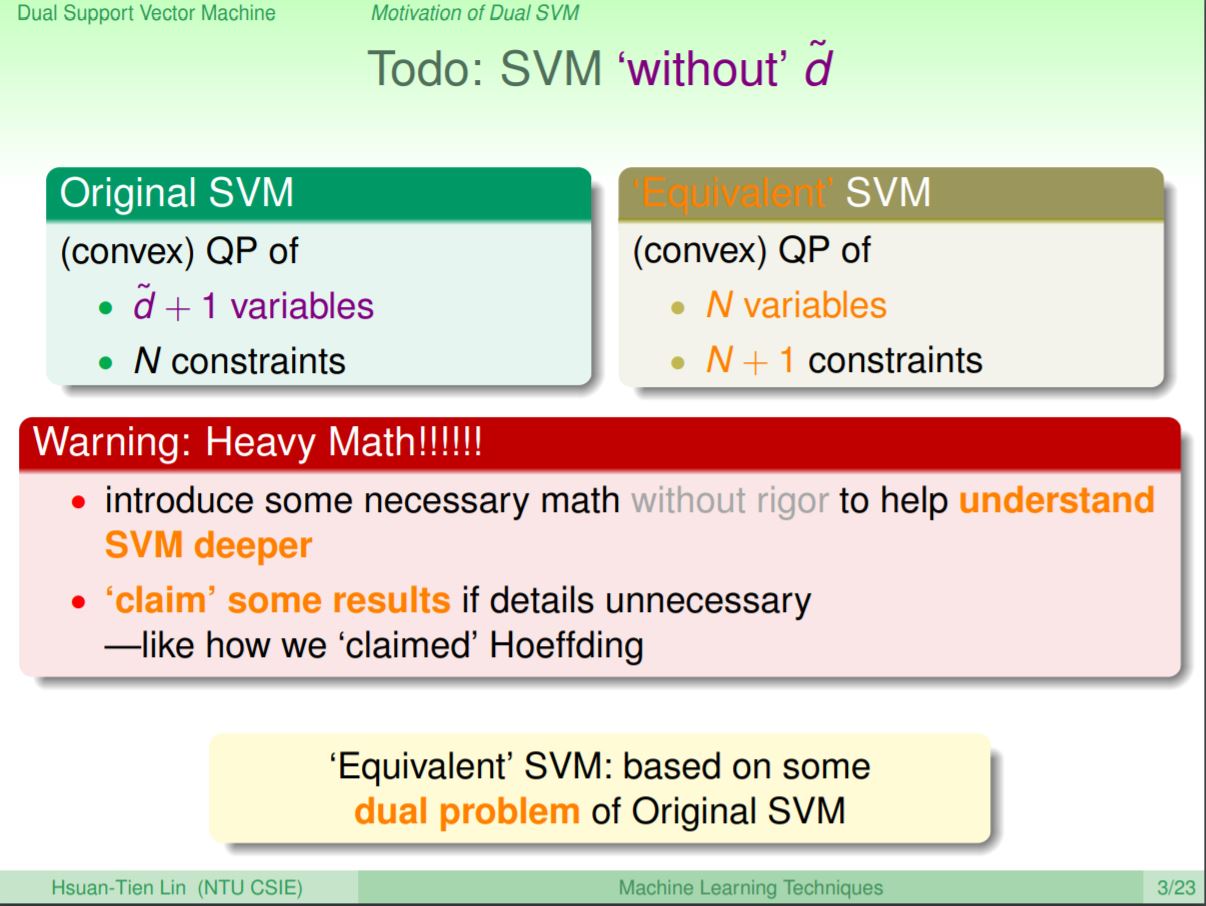 Dual Support Vector Machine
Motivation of Dual SVM
Todo: SVM ‘without’ d̃
Original SVM
(convex) QP of
• d̃ + 1 variables
• N constraints
‘Equivalent’ SVM
(convex) QP of
• N variables
• N + 1 constraints
Warning: Heavy Math!!!!!!
• introduce some necessary math without rigor to help understand
SVM deeper
• ‘claim’ some results if details unnecessary
—like how we ‘claimed’ Hoeffding
‘Equivalent’ SVM: based on some
dual problem of Original SVM
Hsuan-Tien Lin (NTU CSIE)
Machine Learning Techniques
3/23